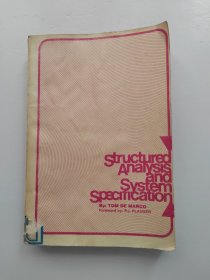 Structured
Analysis
and
System
Specification
By: TOM DE MARCO
Foreword by: P.J. PLAUGER